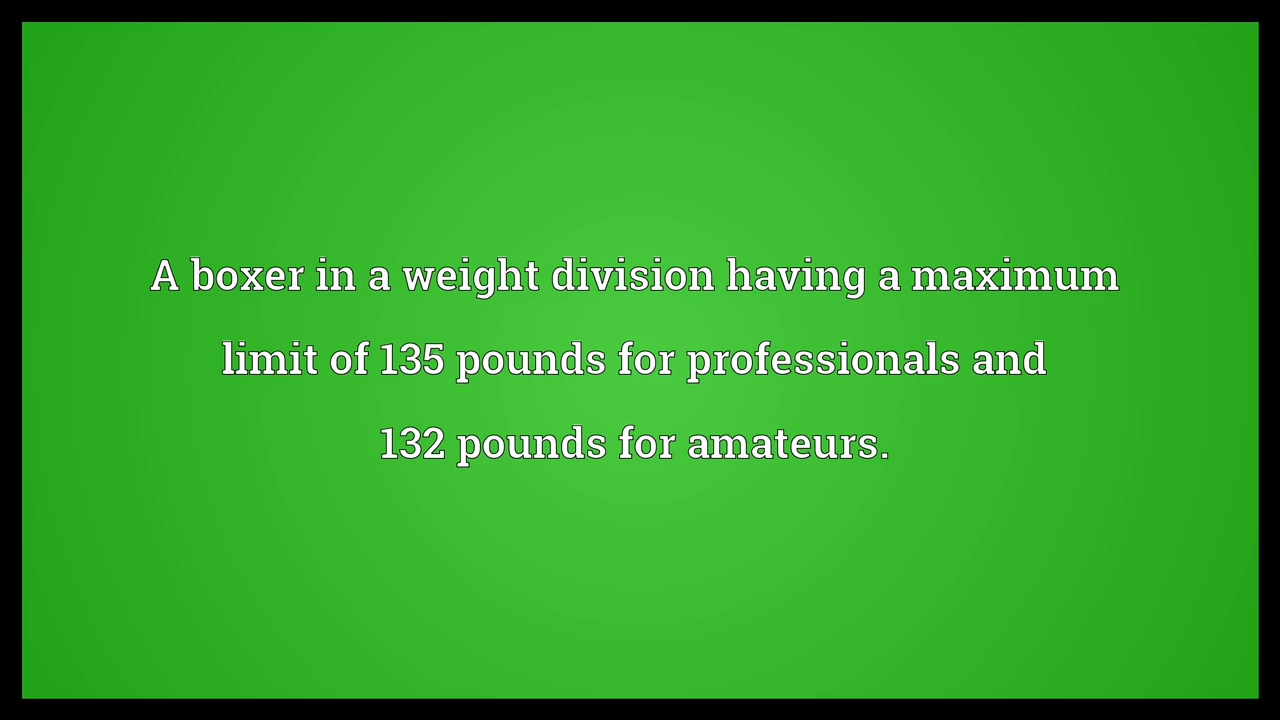 A boxer in a weight division having a maximum
limit of 135 pounds for professionals and
132 pounds for amateurs.